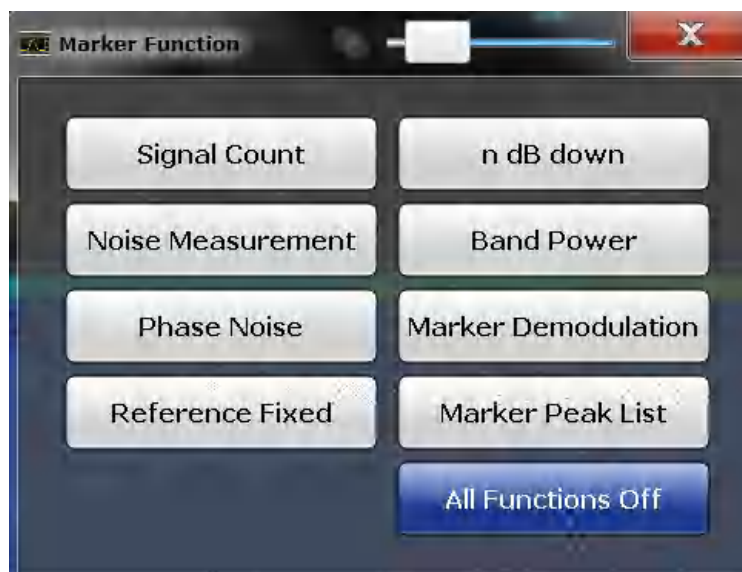 Marker Function
Signal Count
n dB down
Noise Measurement
Band Power
Phase Noise
Marker Demodulation
Reference Fixed
Marker Peak List
All Functions Off